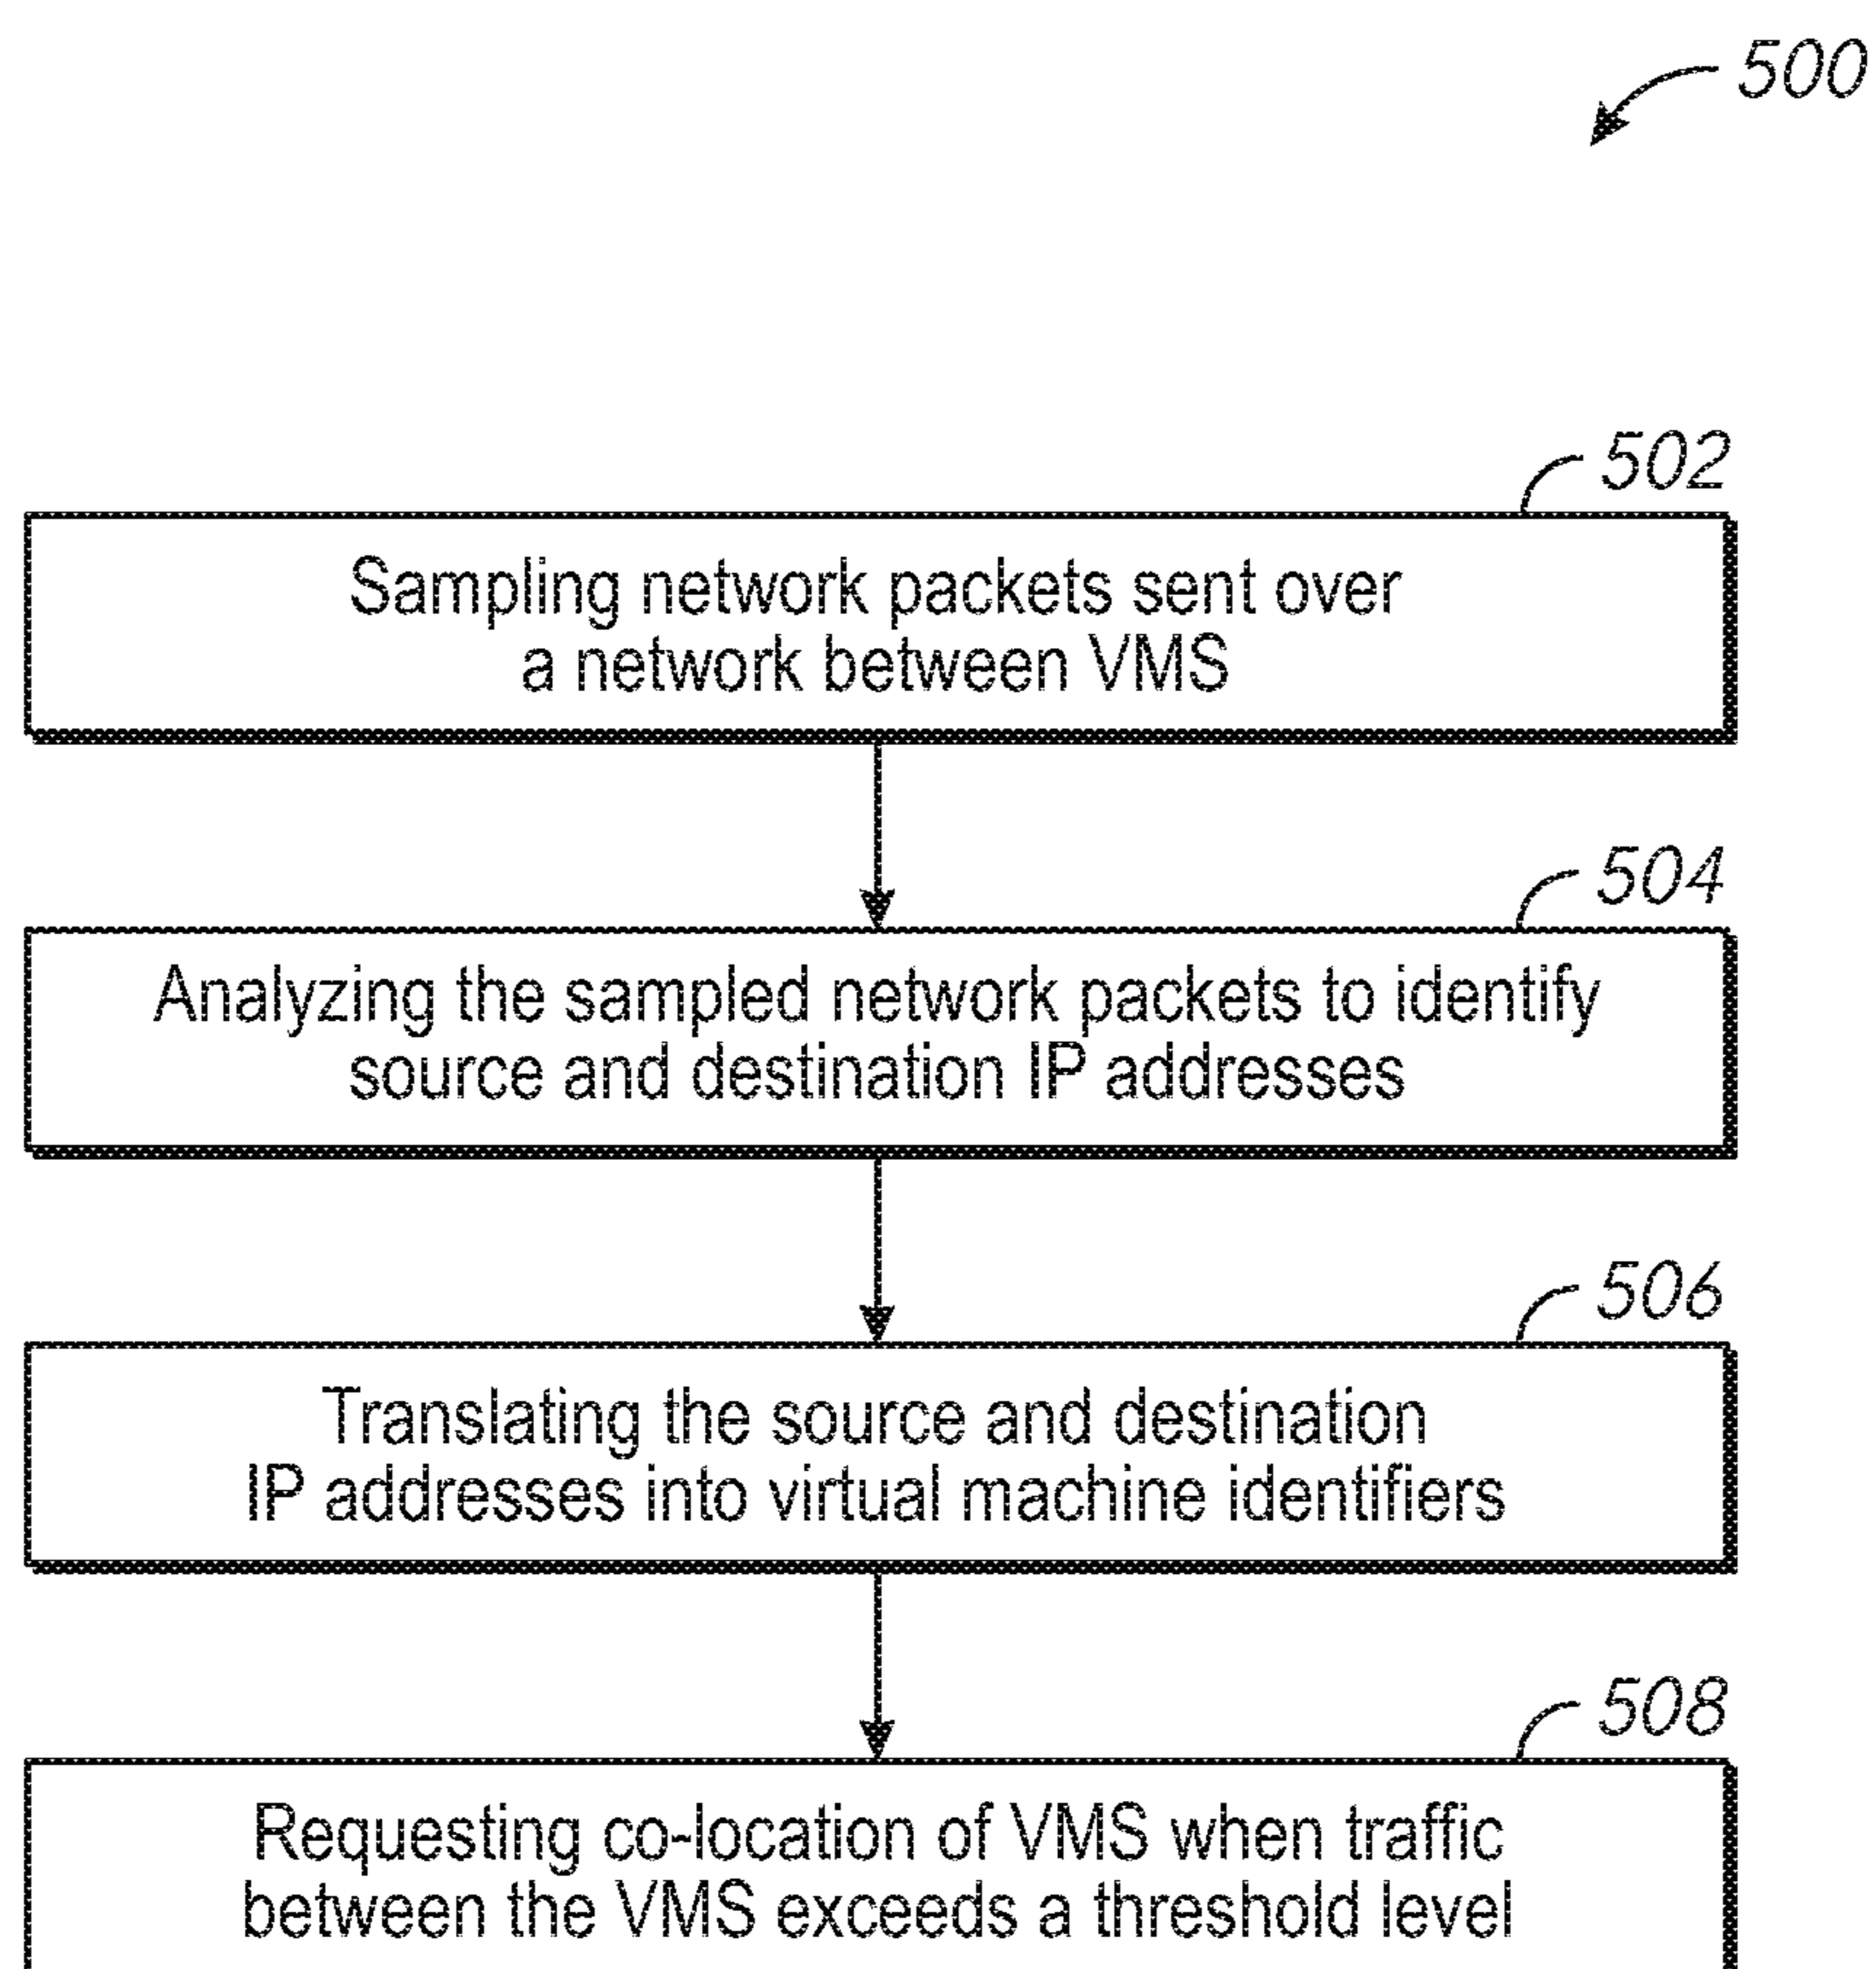 500
502
Sampling network packets sent over
a network between VMS
504
Analyzing the sampled network packets to identify
source and destination IP addresses
506
Translating the source and destination
IP addresses into virtual machine identifiers
508
Requesting co-location of VMS when traffic
between the VMS exceeds a threshold level